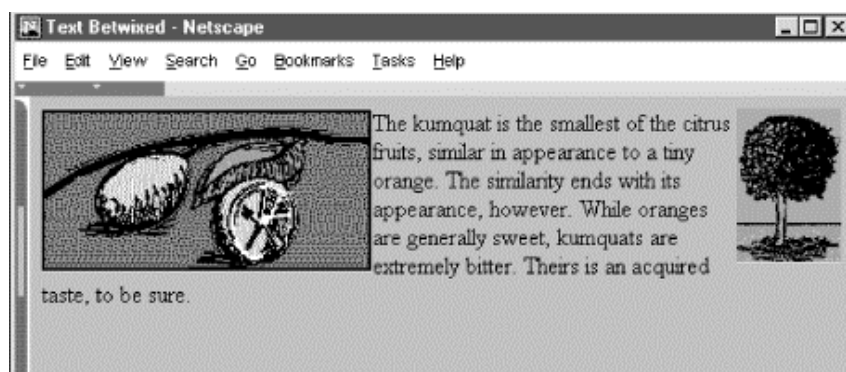 Text Betwixed - Netscape
File Edit View Search Go Bookmarks Tasks Help
The kumquat is the smallest of the citrus
fruits, similar in appearance to a tiny
orange. The similarity ends with its
appearance, however. While oranges
are generally sweet, kumquats are
extremely bitter. Theirs is an acquired
taste, to be sure.